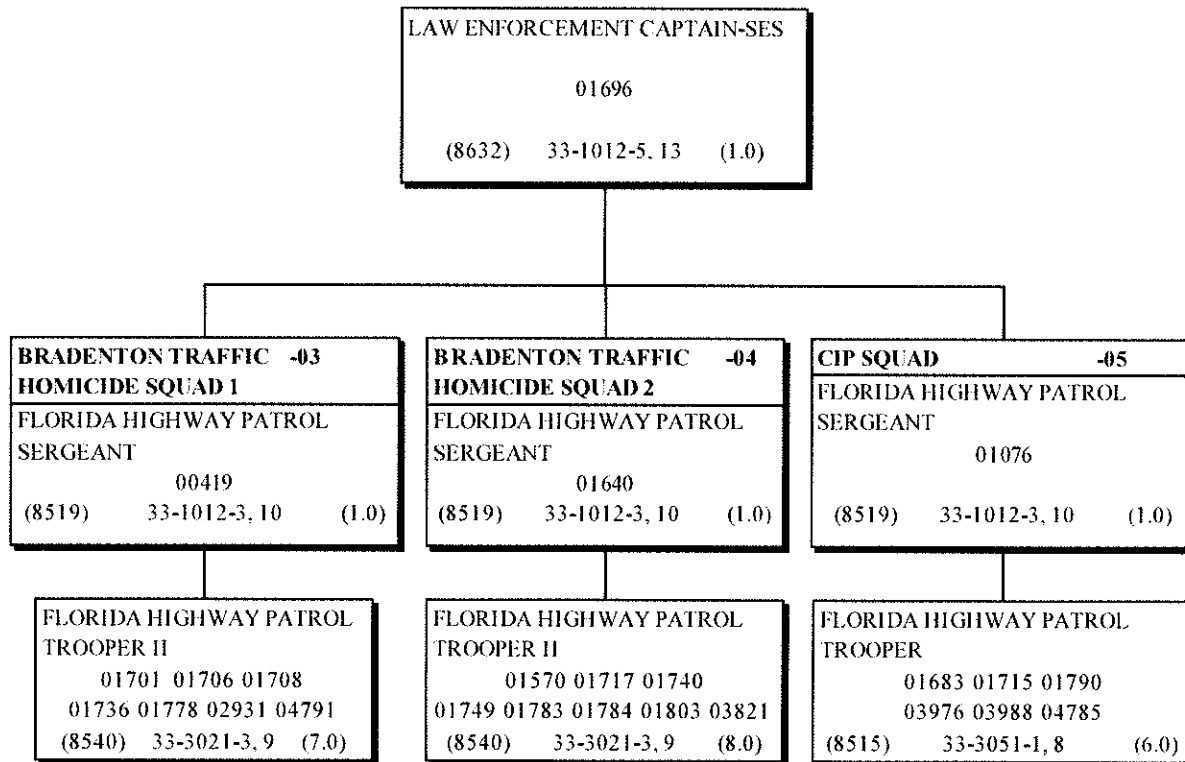 LAW ENFORCEMENT CAPTAIN-SES
01696
(8632) 33-1012-5, 13 (1.0)
BRADENTON TRAFFIC -03
HOMICIDE SQUAD 1
FLORIDA HIGHWAY PATROL
SERGEANT
00419
(8519) 33-1012-3, 10 (1.0)
BRADENTON TRAFFIC -04
HOMICIDE SQUAD 2
FLORIDA HIGHWAY PATROL
SERGEANT
01640
(8519) 33-1012-3, 10 (1.0)
CIP SQUAD -05
FLORIDA HIGHWAY PATROL
SERGEANT
01076
(8519) 33-1012-3, 10 (1.0)
FLORIDA HIGHWAY PATROL
TROOPER II
01701 01706 01708
01736 01778 02931 04791
(8540) 33-3021-3, 9 (7.0)
FLORIDA HIGHWAY PATROL
TROOPER II
01570 01717 01740
01749 01783 01784 01803 03821
(8540) 33-3021-3, 9 (8.0)
FLORIDA HIGHWAY PATROL
TROOPER
01683 01715 01790
03976 03988 04785
(8515) 33-3051-1, 8 (6.0)